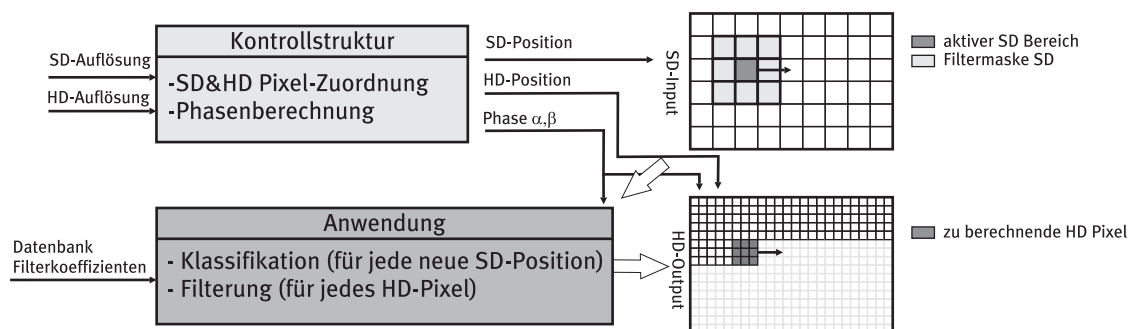 Kontrollstruktur
SD-Auflösung
HD-Auflösung
-SD&HD Pixel-Zuordnung
-Phasenberechnung
SD-Position
HD-Position
Phase α,β
SD-Input
aktiver SD Bereich
Filtermaske SD
Anwendung
Datenbank
Filterkoeffizienten
- Klassifikation (für jede neue SD-Position)
- Filterung (für jedes HD-Pixel)
HD-Output
zu berechnende HD Pixel